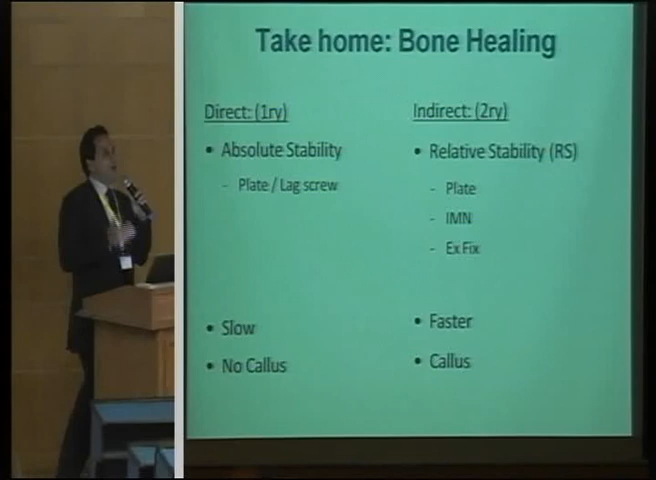 Take home: Bone Healing
Direct: (1ry)
• Absolute Stability
- Plate / Lag screw
• Slow
• No Callus
Indirect: (2ry)
• Relative Stability (RS)
- Plate
- IMN
- Ex Fix
• Faster
• Callus